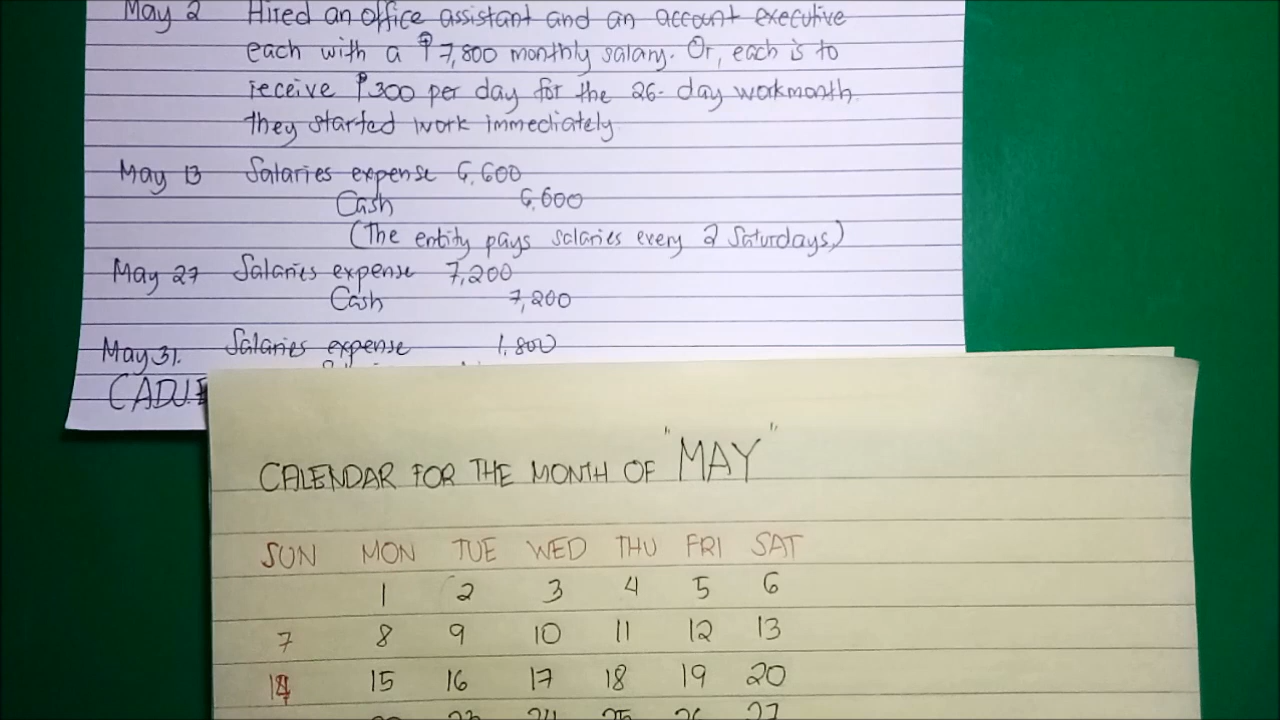 May 2 Hired an office assistant and an account executive
each with a ₱7,800 monthly salary. Or, each is to
receive ₱300 per day for the 26-day workmonth.
they started work immediately
May 13 Salaries expense 6,600
Cash 6,600
(The entity pays salaries every 2 Saturdays.)
May 27 Salaries expense 7,200
Cash 7,200
May 31. Salaries expense 1,800
CALENDAR FOR THE MONTH OF "MAY"
SUN MON TUE WED THU FRI SAT
1 2 3 4 5 6
7 8 9 10 11 12 13
14 15 16 17 18 19 20
23 24 25 26 27